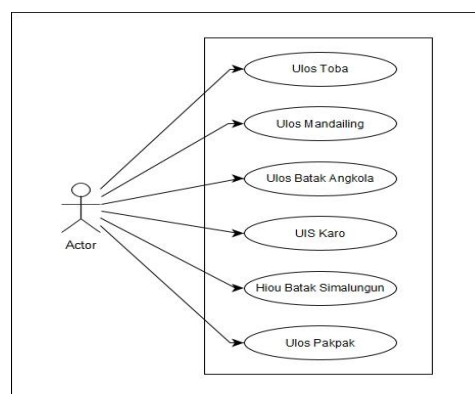 Ulos Toba
Ulos Mandailing
Ulos Batak Angkola
UIS Karo
Actor
Hiou Batak Simalungun
Ulos Pakpak